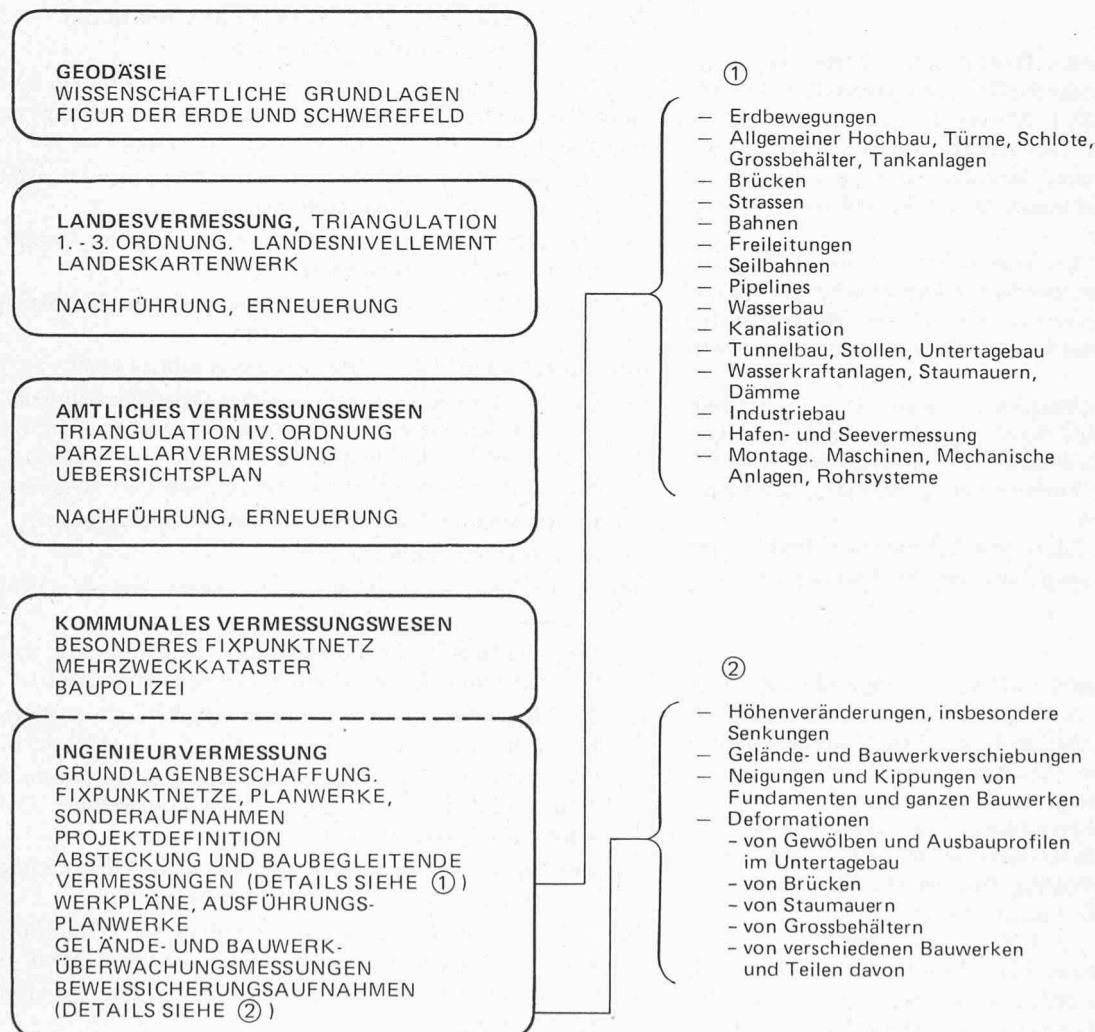 GEODÄSIE
WISSENSCHAFTLICHE GRUNDLAGEN
FIGUR DER ERDE UND SCHWEREFELD
LANDESVERMESSUNG, TRIANGULATION
1. - 3. ORDNUNG. LANDESNIVELLEMENT
LANDESKARTENWERK
NACHFÜHRUNG, ERNEUERUNG
AMTLICHES VERMESSUNGSWESEN
TRIANGULATION IV. ORDNUNG
PARZELLARVERMESSUNG
UEBERSICHTSPLAN
NACHFÜHRUNG, ERNEUERUNG
KOMMUNALES VERMESSUNGSWESEN
BESONDERES FIXPUNKTNETZ
MEHRZWECKKATASTER
BAUPOLIZEI
INGENIEURVERMESSUNG
GRUNDLAGENBESCHAFFUNG.
FIXPUNKTNETZE, PLANWERKE,
SONDERAUFNAHMEN
PROJEKTDEFINITION
ABSTECKUNG UND BAUBEGLEITENDE
VERMESSUNGEN (DETAILS SIEHE ①)
WERKPLÄNE, AUSFÜHRUNGS-
PLANWERKE
GELÄNDE- UND BAUWERK-
ÜBERWACHUNGSMESSUNGEN
BEWEISSICHERUNGSAUFNAHMEN
(DETAILS SIEHE ②)
①
— Erdbewegungen
— Allgemeiner Hochbau, Türme, Schlote,
Grossbehälter, Tankanlagen
— Brücken
— Strassen
— Bahnen
— Freileitungen
— Seilbahnen
— Pipelines
— Wasserbau
— Kanalisation
— Tunnelbau, Stollen, Untertagebau
— Wasserkraftanlagen, Staumauern,
Dämme
— Industriebau
— Hafen- und Seevermessung
— Montage. Maschinen, Mechanische
Anlagen, Rohrsysteme
②
— Höhenveränderungen, insbesondere
Senkungen
— Gelände- und Bauwerkverschiebungen
— Neigungen und Kippungen von
Fundamenten und ganzen Bauwerken
— Deformationen
– von Gewölben und Ausbauprofilen
im Untertagebau
– von Brücken
– von Staumauern
– von Grossbehältern
– von verschiedenen Bauwerken
und Teilen davon